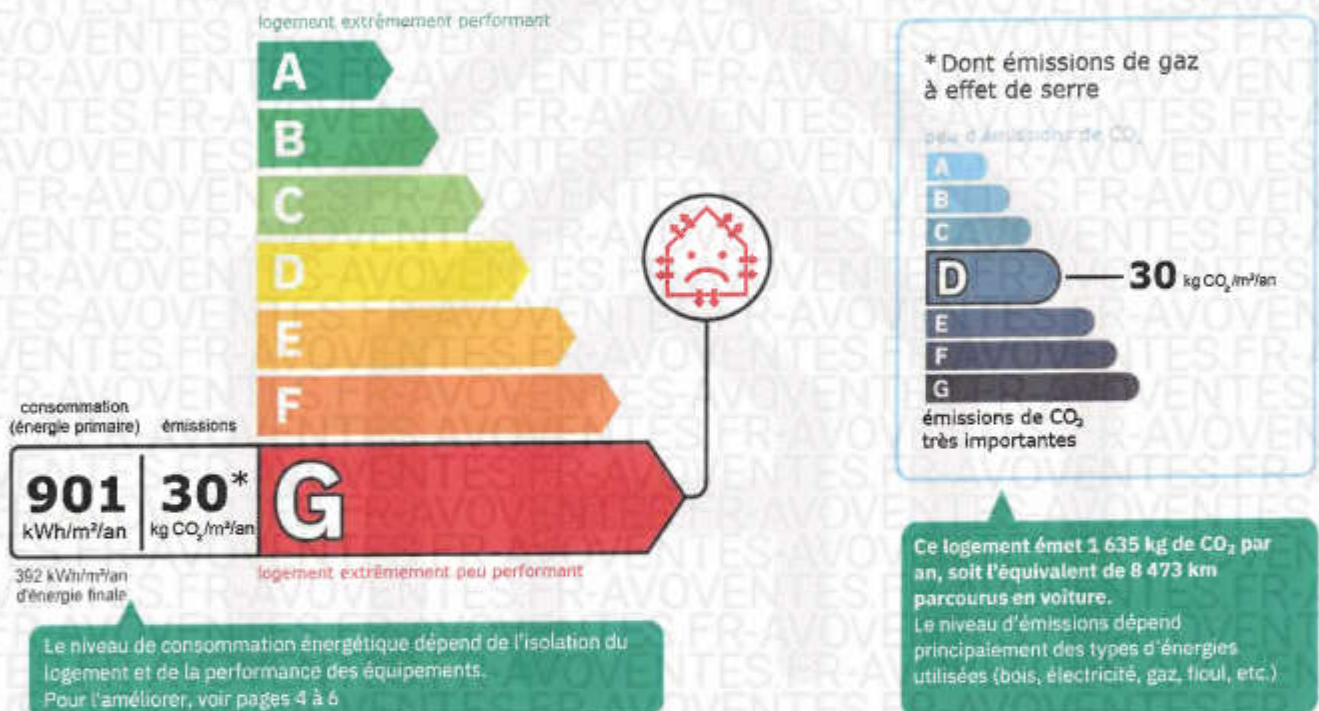 logement extrêmement performant
A
B
C
D
E
F
consommation
(énergie primaire)
émissions
901
kWh/m²/an
30*
kg CO₂/m²/an
G
392 kWh/m²/an
d'énergie finale
logement extrêmement peu performant
Le niveau de consommation énergétique dépend de l'isolation du
logement et de la performance des équipements.
Pour l'améliorer, voir pages 4 à 6
* Dont émissions de gaz
à effet de serre
peu d'émissions de CO₂
A
B
C
D
30 kg CO₂/m²/an
E
F
G
émissions de CO₂
très importantes
Ce logement émet 1 635 kg de CO₂ par
an, soit l'équivalent de 8 473 km
parcourus en voiture.
Le niveau d'émissions dépend
principalement des types d'énergies
utilisées (bois, électricité, gaz, fioul, etc.)
AVOVENTES.FR